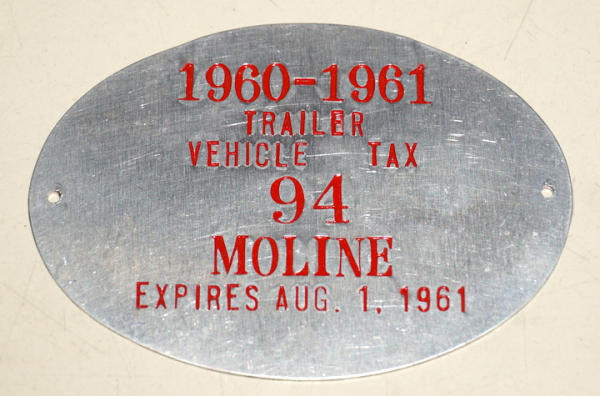 1960-1961
TRAILER
VEHICLE TAX
94
MOLINE
EXPIRES AUG. 1, 1961